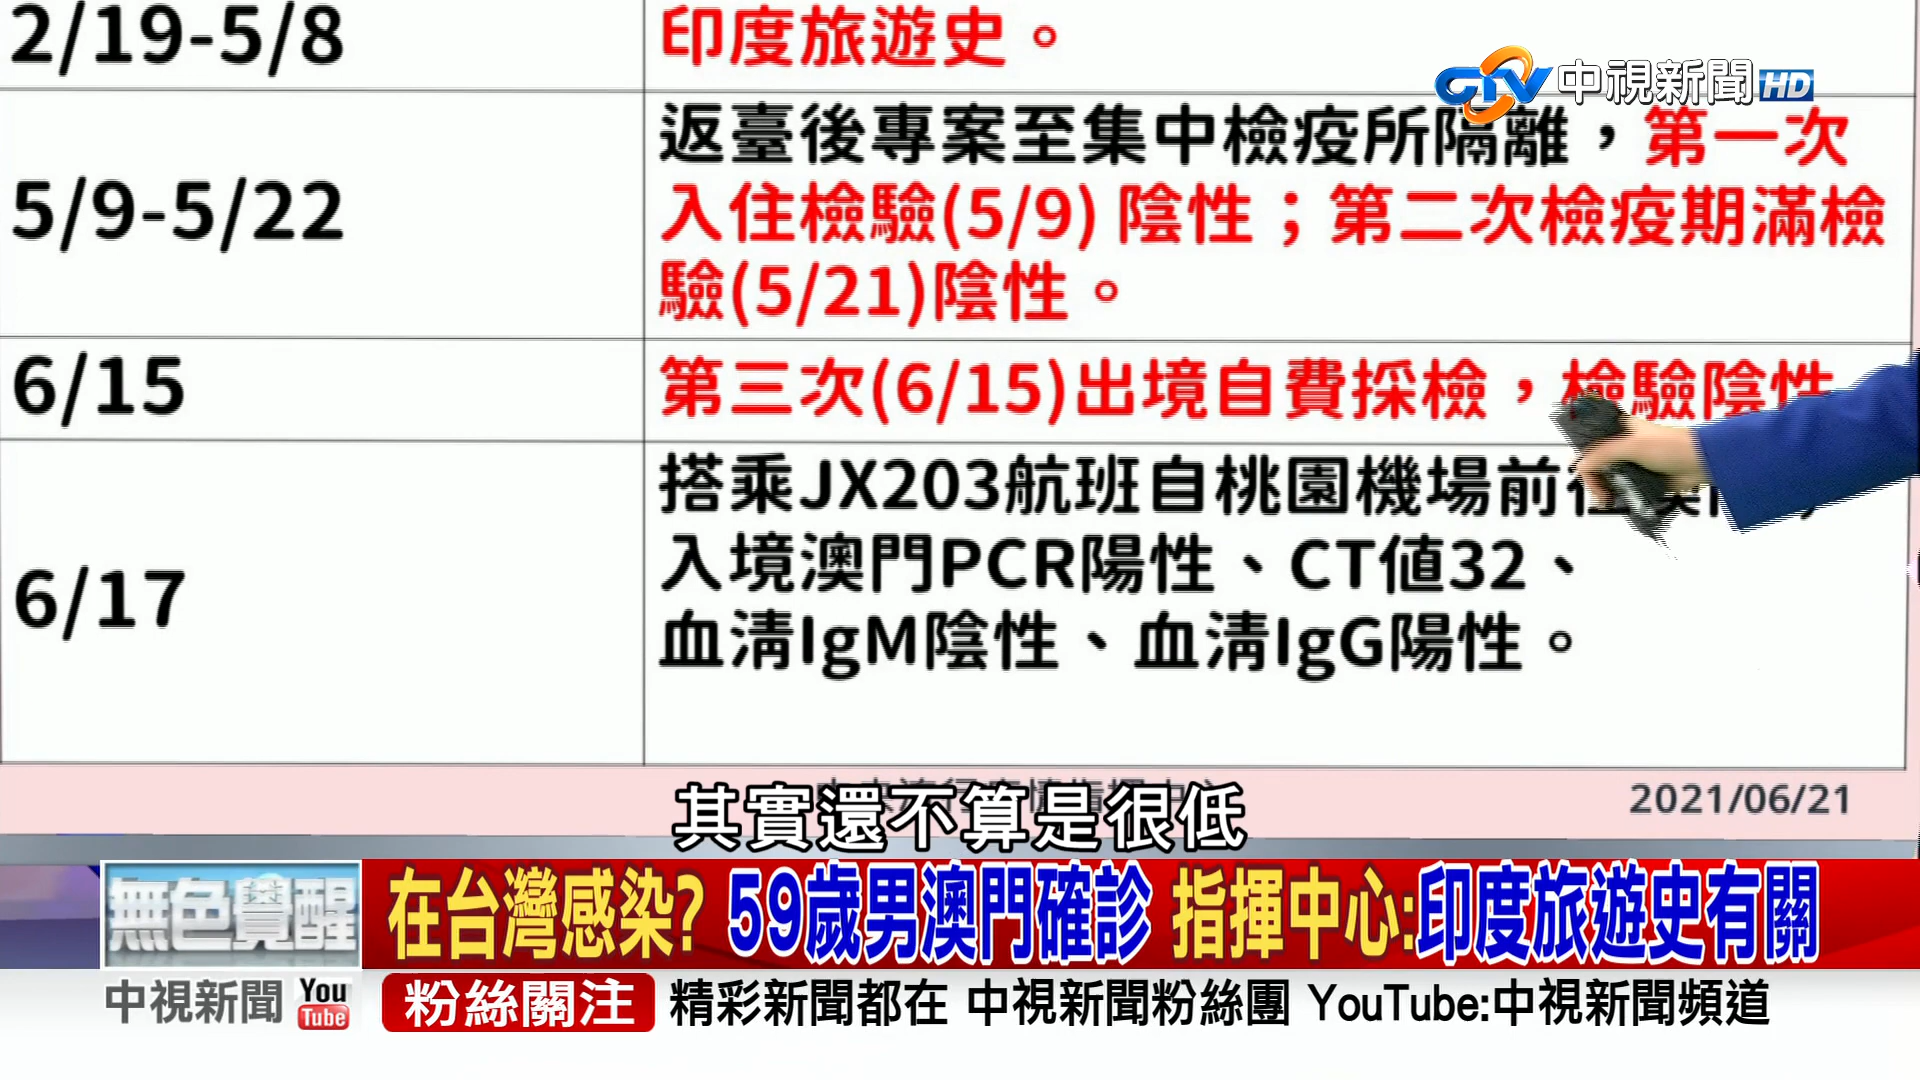 2/19-5/8
印度旅遊史。
CTV中視新聞HD
5/9-5/22
返臺後專案至集中檢疫所隔離，第一次
入住檢驗(5/9) 陰性；第二次檢疫期滿檢
驗(5/21)陰性。
6/15
第三次(6/15)出境自費採檢，檢驗陰性
6/17
搭乘JX203航班自桃園機場前往
入境澳門PCR陽性、CT值32、
血清IgM陰性、血清IgG陽性。
2021/06/21
其實還不算是很低
無色覺醒
在台灣感染? 59歲男澳門確診 指揮中心:印度旅遊史有關
中視新聞 YouTube
粉絲關注 精彩新聞都在 中視新聞粉絲團 YouTube:中視新聞頻道